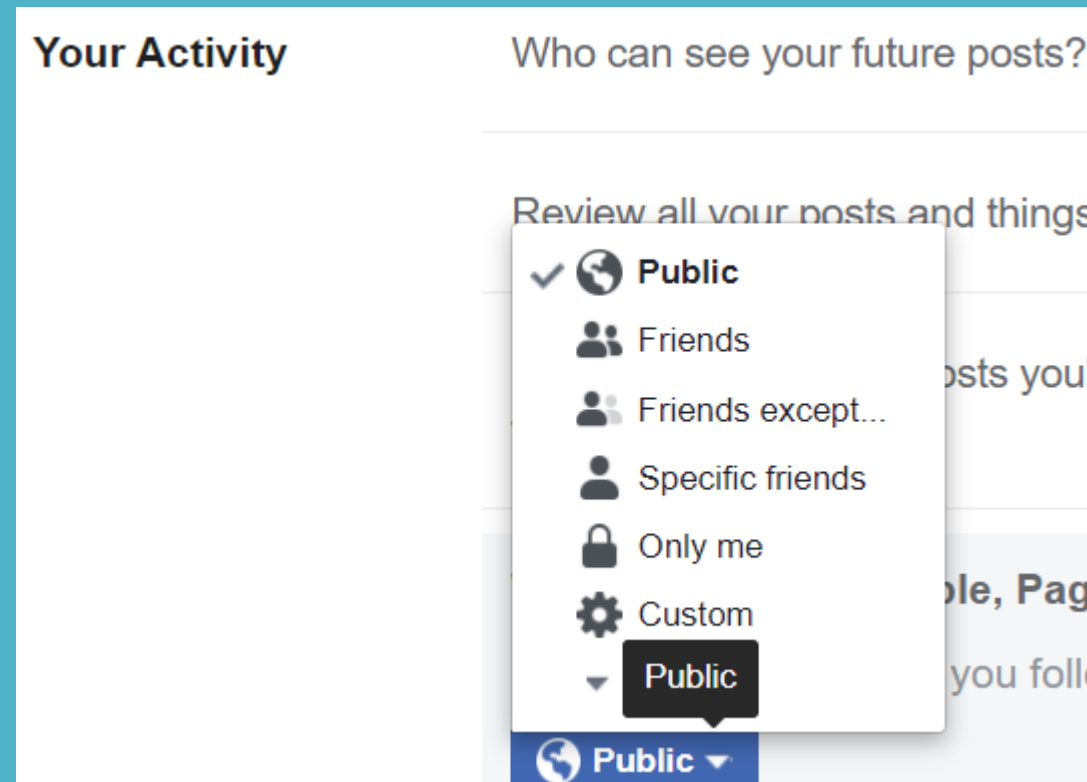 Your Activity
Who can see your future posts?
Review all your posts and things
Public
Friends
osts you'
Friends except...
Specific friends
Only me
ple, Pag
Custom
Public
you foll
Public